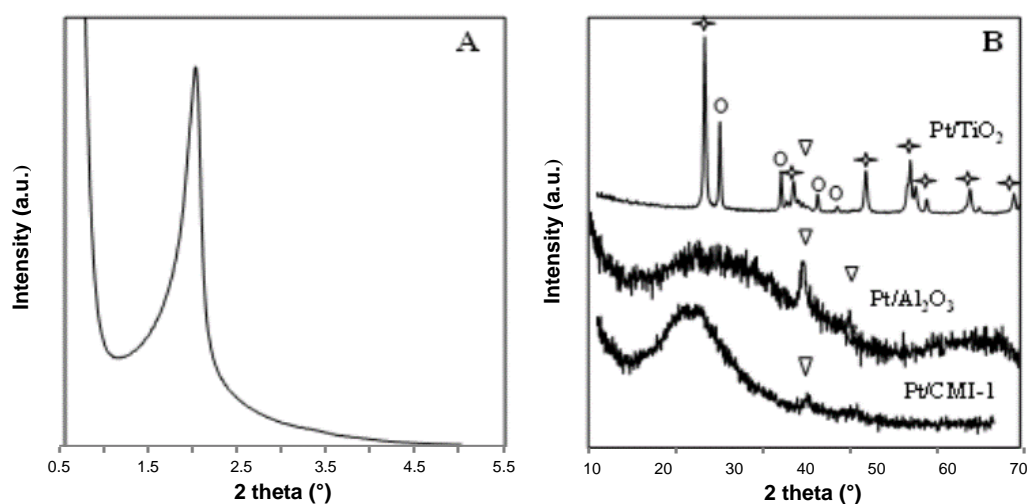 A
Intensity (a.u.)
0.5 1.5 2.5 3.5 4.5 5.5
2 theta (°)
B
Pt/TiO₂
Pt/Al₂O₃
Pt/CMI-1
Intensity (a.u.)
10 20 30 40 50 60 70
2 theta (°)